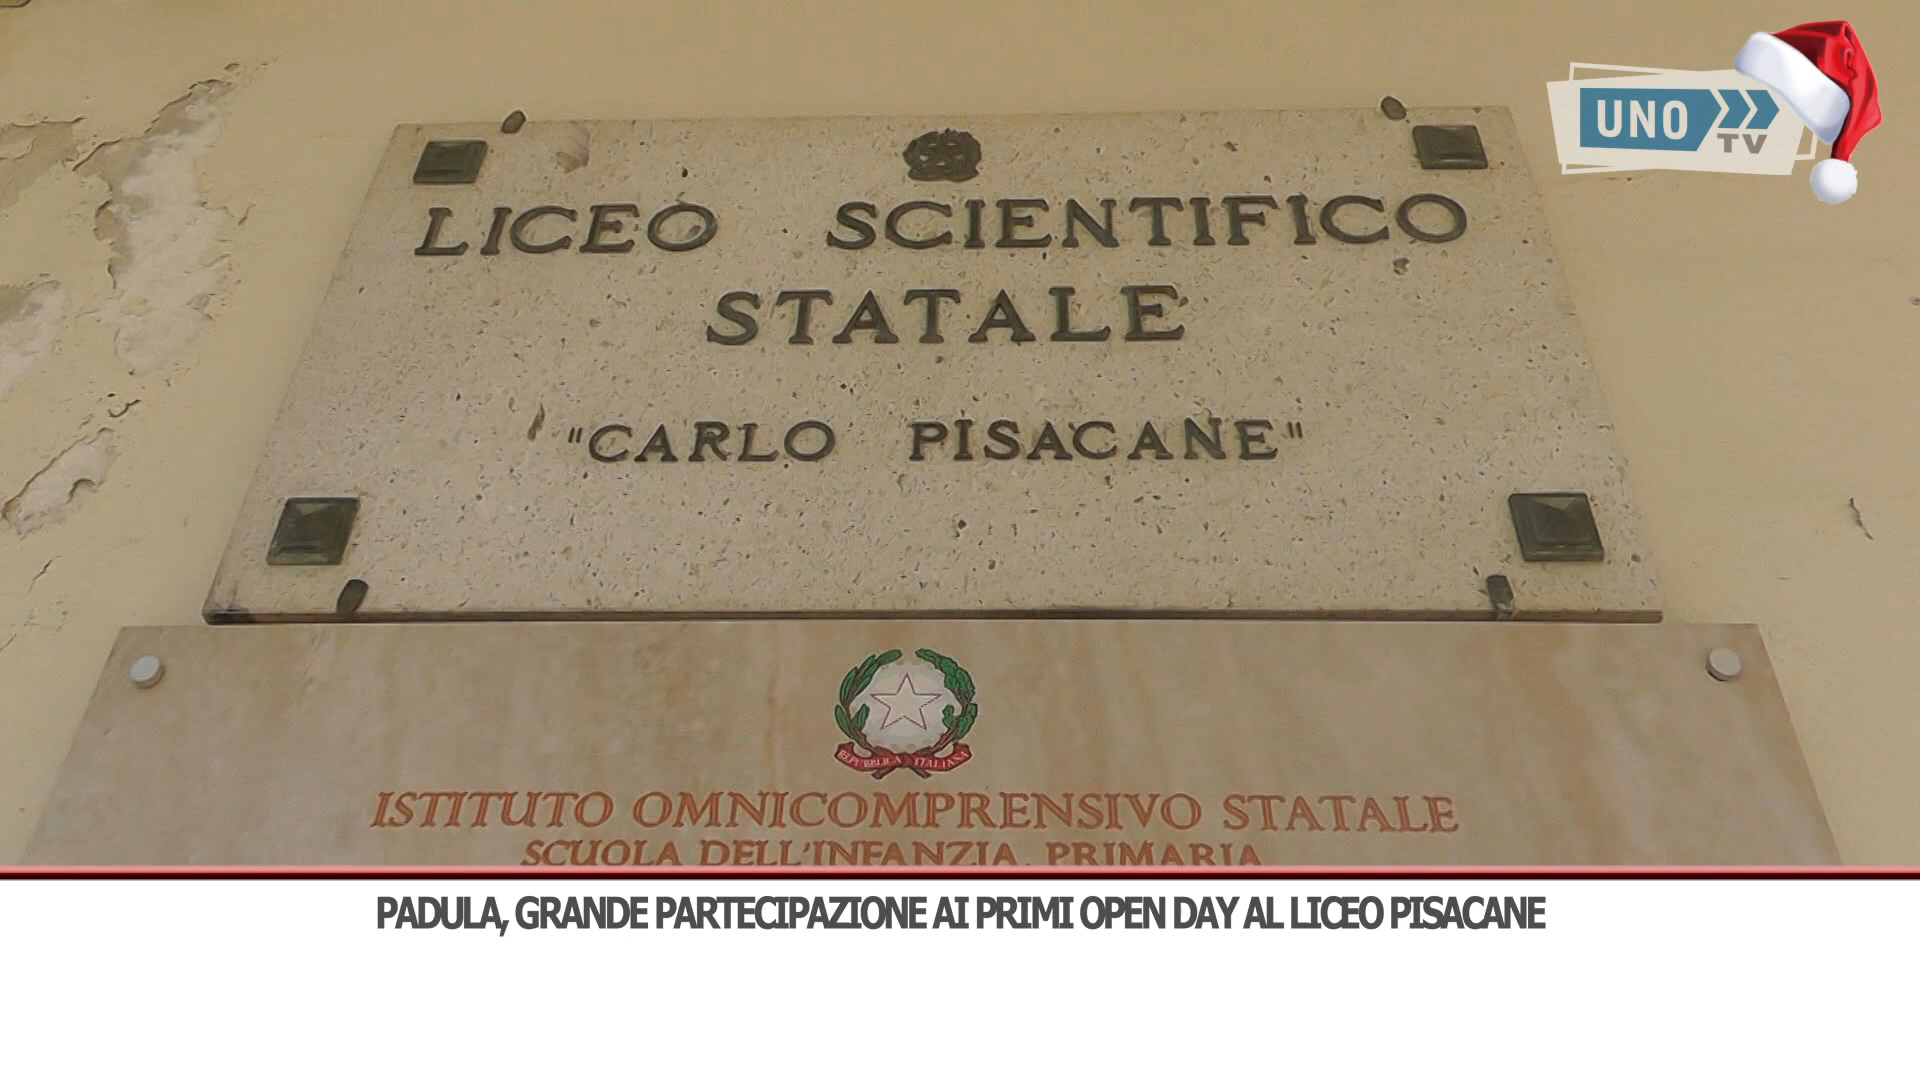 UNO
TV
LICEO SCIENTIFICO
STATALE
"CARLO PISACANE"
REPUBBLICA ITALIANA
ISTITUTO OMNICOMPRENSIVO STATALE
SCUOLA DELL'INFANZIA, PRIMARIA
PADULA, GRANDE PARTECIPAZIONE AI PRIMI OPEN DAY AL LICEO PISACANE